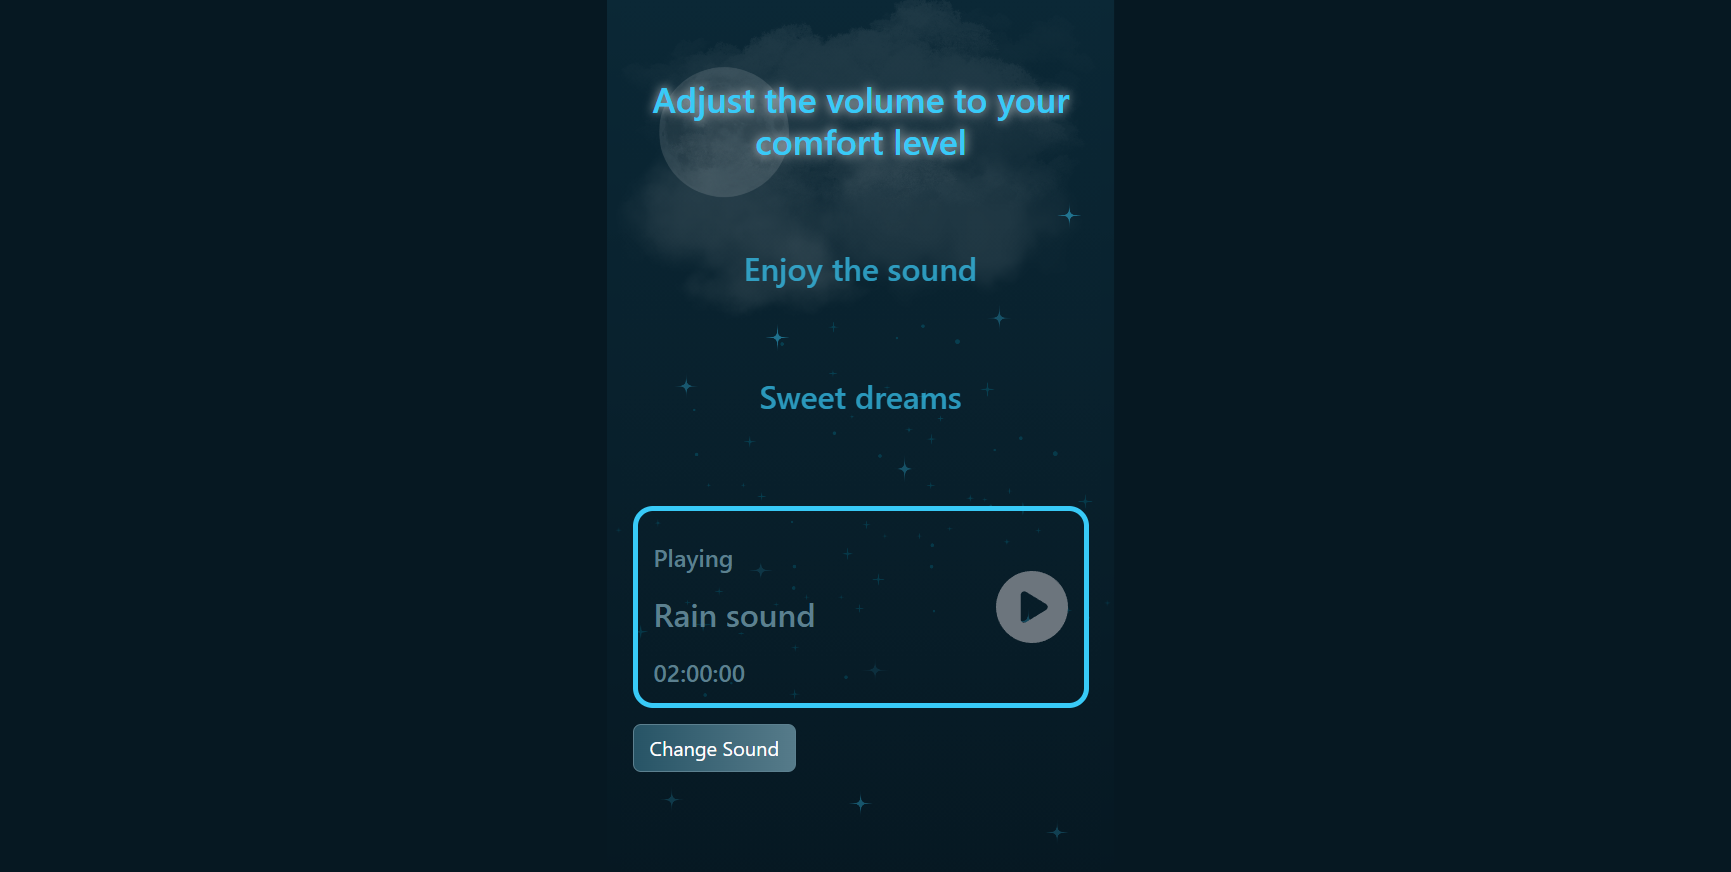 Adjust the volume to your
comfort level
Enjoy the sound
Sweet dreams
Playing
Rain sound
02:00:00
Change Sound